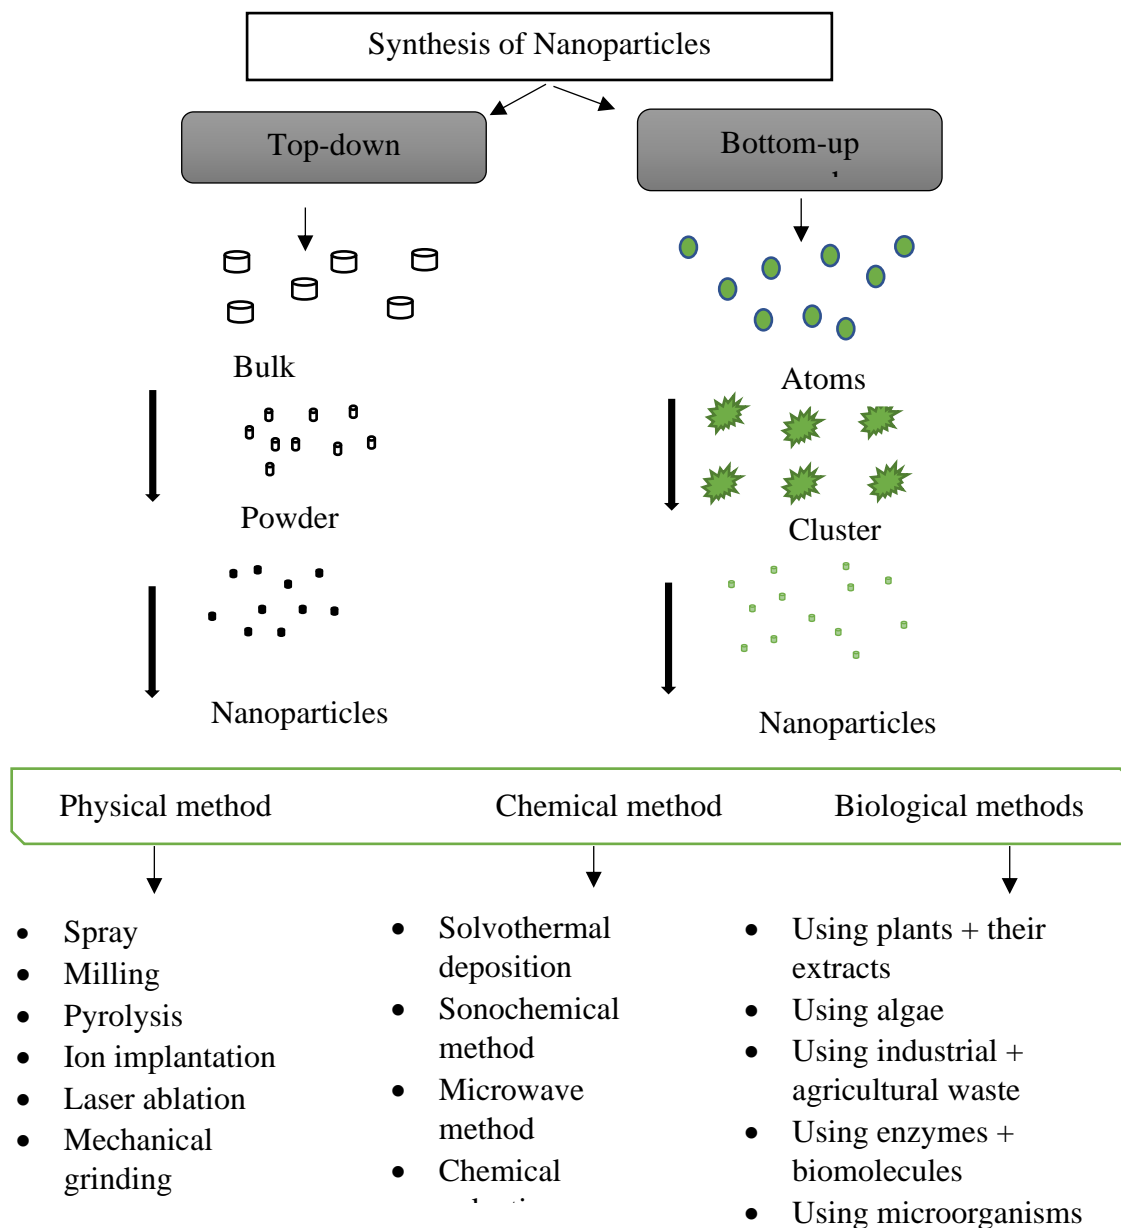 Synthesis of Nanoparticles
Top-down
Bottom-up
Bulk
Atoms
Powder
Cluster
Nanoparticles
Nanoparticles
Physical method
Chemical method
Biological methods
• Spray
• Milling
• Pyrolysis
• Ion implantation
• Laser ablation
• Mechanical
grinding
• Solvothermal
deposition
• Sonochemical
method
• Microwave
method
• Chemical
• Using plants + their
extracts
• Using algae
• Using industrial +
agricultural waste
• Using enzymes +
biomolecules
• Using microorganisms